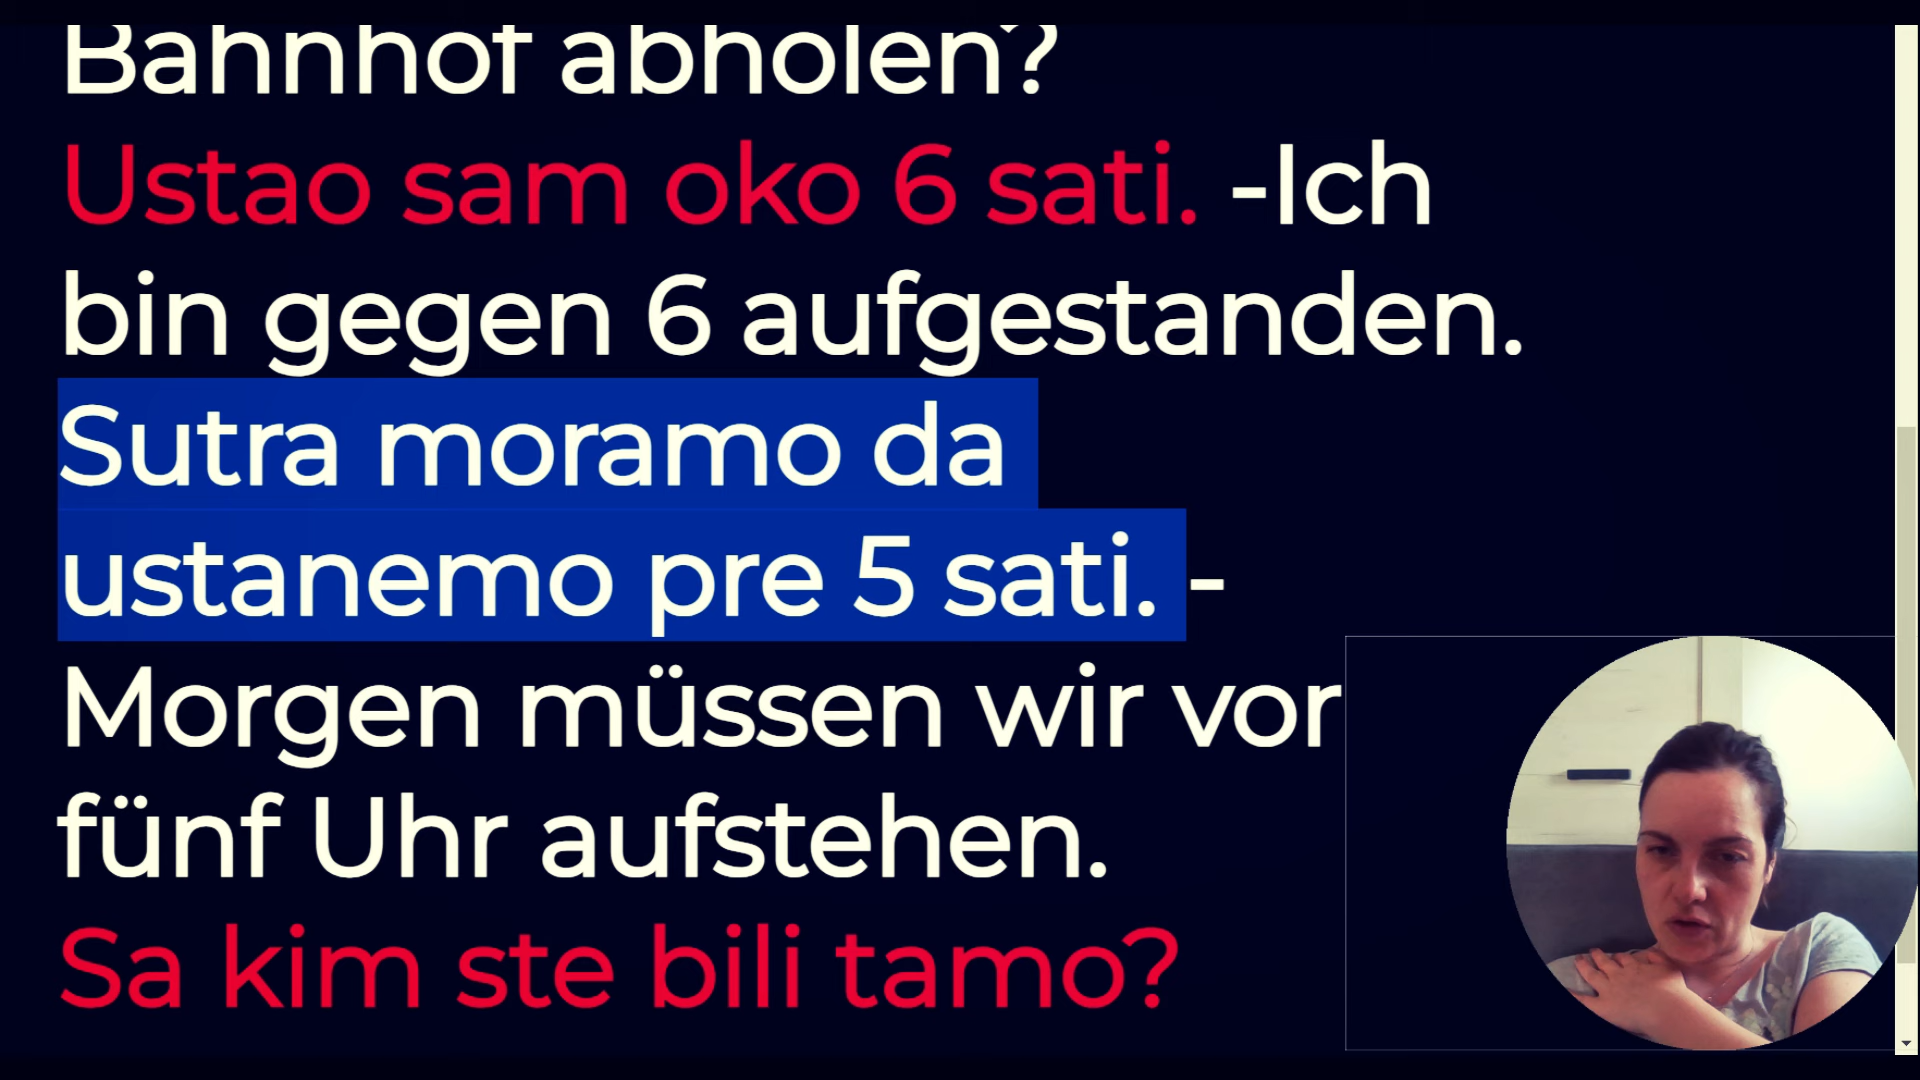 Bahnhof abholen?
Ustao sam oko 6 sati. -Ich
bin gegen 6 aufgestanden.
Sutra moramo da
ustanemo pre 5 sati. -
Morgen müssen wir vor
fünf Uhr aufstehen.
Sa kim ste bili tamo?